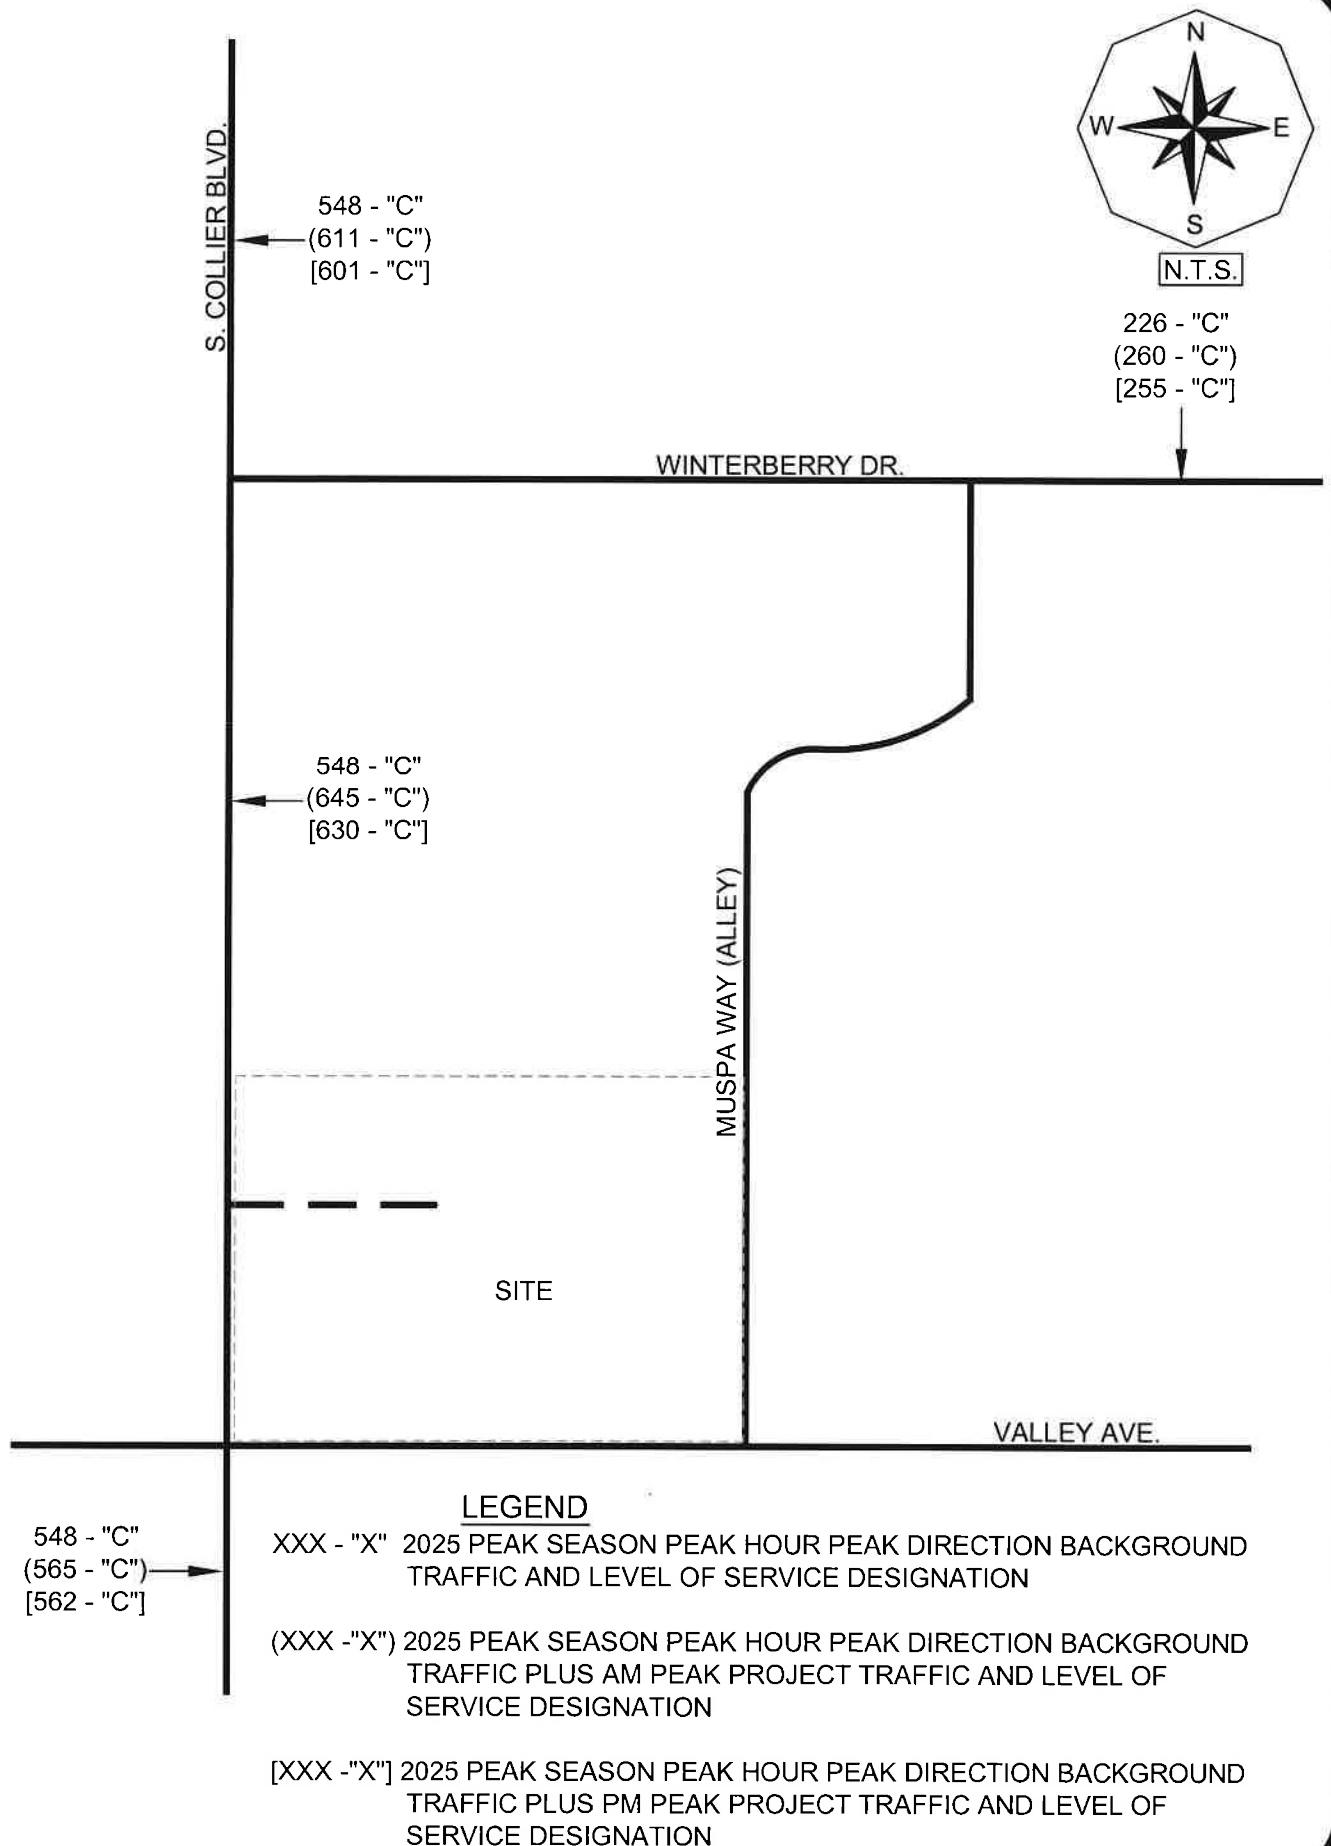 N
W
E
S
N.T.S.
S. COLLIER BLVD.
548 - "C"
(611 - "C")
[601 - "C"]
226 - "C"
(260 - "C")
[255 - "C"]
WINTERBERRY DR.
548 - "C"
(645 - "C")
[630 - "C"]
MUSPA WAY (ALLEY)
SITE
VALLEY AVE.
548 - "C"
(565 - "C")
[562 - "C"]
LEGEND
XXX - "X" 2025 PEAK SEASON PEAK HOUR PEAK DIRECTION BACKGROUND
TRAFFIC AND LEVEL OF SERVICE DESIGNATION
(XXX -"X") 2025 PEAK SEASON PEAK HOUR PEAK DIRECTION BACKGROUND
TRAFFIC PLUS AM PEAK PROJECT TRAFFIC AND LEVEL OF
SERVICE DESIGNATION
[XXX -"X"] 2025 PEAK SEASON PEAK HOUR PEAK DIRECTION BACKGROUND
TRAFFIC PLUS PM PEAK PROJECT TRAFFIC AND LEVEL OF
SERVICE DESIGNATION